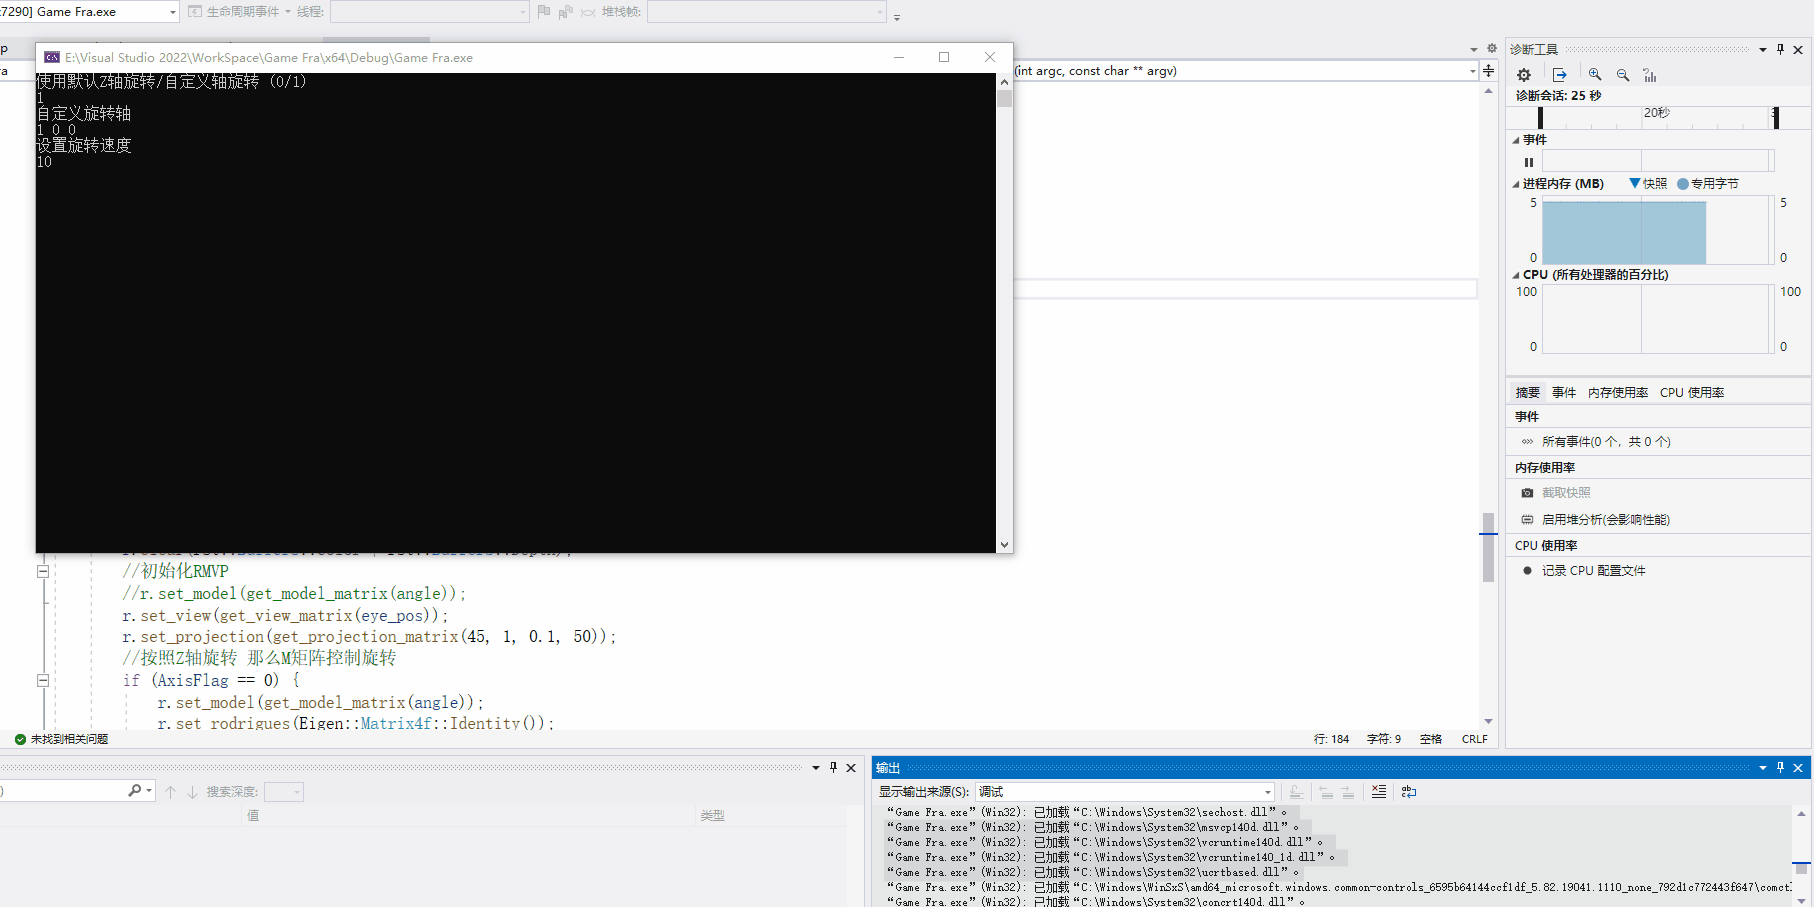 7290] Game Fra.exe
生命周期事件 线程: 堆栈帧:
E:\Visual Studio 2022\WorkSpace\Game Fra\x64\Debug\Game Fra.exe
使用默认Z轴旋转/自定义轴旋转 (0/1)
1
自定义旋转轴
1 0 0
设置旋转速度
10
(int argc, const char ** argv)
//初始化RMVP
//r.set_model(get_model_matrix(angle));
r.set_view(get_view_matrix(eye_pos));
r.set_projection(get_projection_matrix(45, 1, 0.1, 50));
//按照Z轴旋转 那么M矩阵控制旋转
if (AxisFlag == 0) {
r.set_model(get_model_matrix(angle));
r.set_rodrigues(Eigen::Matrix4f::Identity());
未找到相关问题
行: 184 字符: 9 空格 CRLF
诊断工具
诊断会话: 25 秒
20秒
事件
进程内存 (MB) 快照 专用字节
5 5
0 0
CPU (所有处理器的百分比)
100 100
0 0
摘要 事件 内存使用率 CPU 使用率
事件
所有事件(0 个，共 0 个)
内存使用率
截取快照
启用堆分析(会影响性能)
CPU 使用率
记录 CPU 配置文件
搜索深度:
值 类型
输出
显示输出来源(S): 调试
“Game Fra.exe”(Win32): 已加载“C:\Windows\System32\sechost.dll”。
“Game Fra.exe”(Win32): 已加载“C:\Windows\System32\msvcp140d.dll”。
“Game Fra.exe”(Win32): 已加载“C:\Windows\System32\vcruntime140d.dll”。
“Game Fra.exe”(Win32): 已加载“C:\Windows\System32\vcruntime140_1d.dll”。
“Game Fra.exe”(Win32): 已加载“C:\Windows\System32\ucrtbased.dll”。
“Game Fra.exe”(Win32): 已加载“C:\Windows\WinSxS\amd64_microsoft.windows.common-controls_6595b64144ccf1df_5.82.19041.1110_none_792d1c772443f647\comctl
“Game Fra.exe”(Win32): 已加载“C:\Windows\System32\concrt140d.dll”。